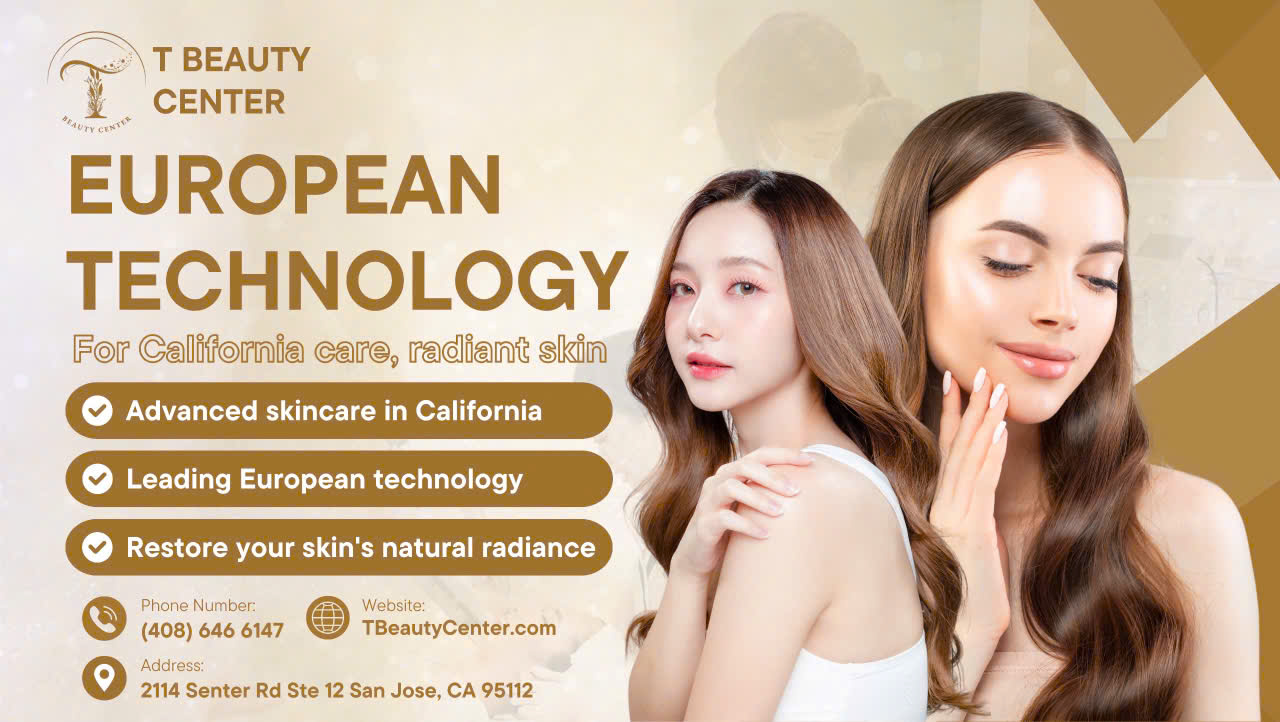 T BEAUTY
CENTER
BEAUTY CENTER
EUROPEAN
TECHNOLOGY
For California care, radiant skin
Advanced skincare in California
Leading European technology
Restore your skin's natural radiance
Phone Number:
(408) 646 6147
Website:
TBeautyCenter.com
Address:
2114 Senter Rd Ste 12 San Jose, CA 95112